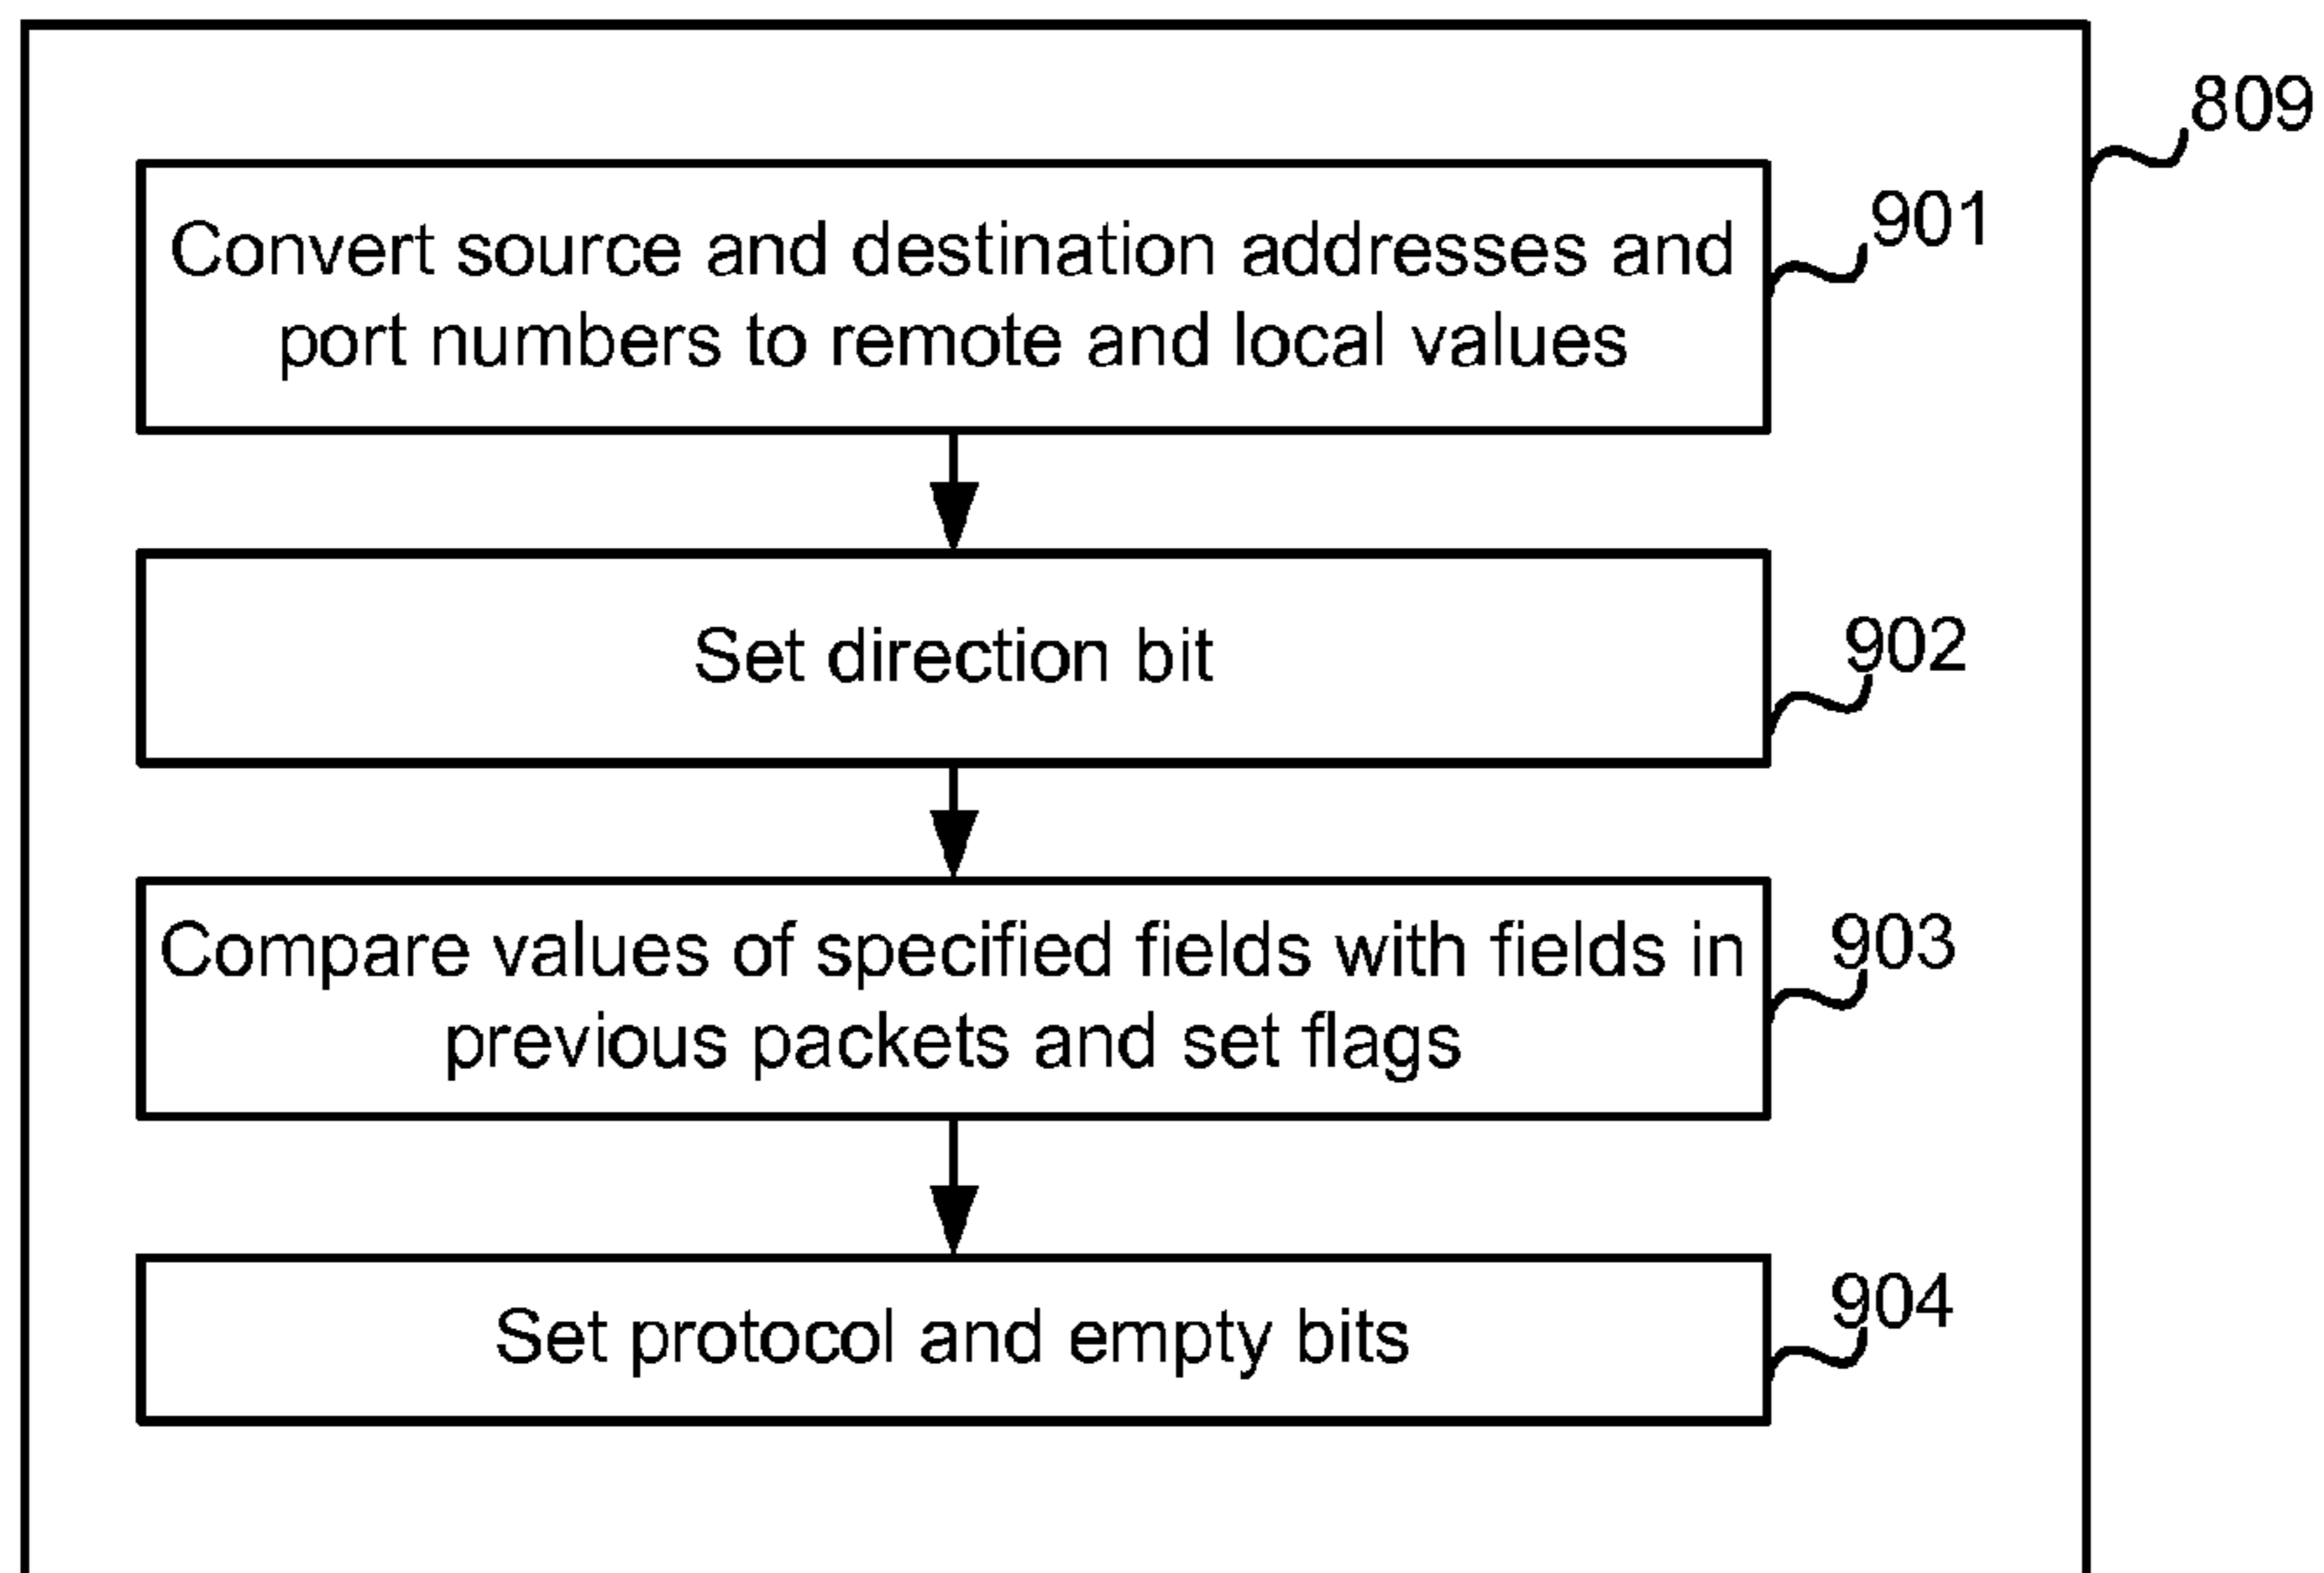 809
901
Convert source and destination addresses and
port numbers to remote and local values
902
Set direction bit
903
Compare values of specified fields with fields in
previous packets and set flags
904
Set protocol and empty bits